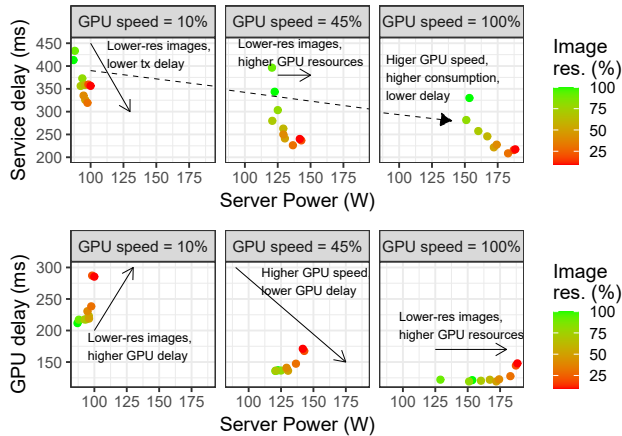 GPU speed = 10% GPU speed = 45% GPU speed = 100%
Service delay (ms)
450
400
350
300
250
200
Lower-res images,
lower tx delay
Lower-res images,
higher GPU resources
Higer GPU speed,
higher consumption,
lower delay
100 125 150 175 100 125 150 175 100 125 150 175
Server Power (W)
Image
res. (%)
100
75
50
25
GPU speed = 10% GPU speed = 45% GPU speed = 100%
GPU delay (ms)
300
250
200
150
Lower-res images,
higher GPU delay
Higher GPU speed
lower GPU delay
Lower-res images,
higher GPU resources
100 125 150 175 100 125 150 175 100 125 150 175
Server Power (W)
Image
res. (%)
100
75
50
25